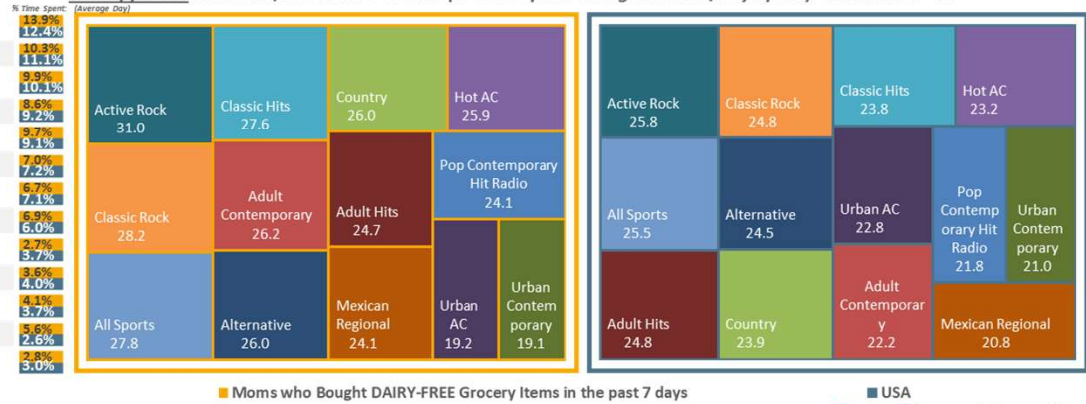 % Time Spent: (Average Day)
13.9%
12.4%
10.3%
11.1%
9.9%
10.1%
8.6%
9.2%
9.7%
9.1%
7.0%
7.2%
6.7%
7.1%
6.9%
6.0%
2.7%
3.7%
3.6%
4.0%
4.1%
3.7%
5.6%
2.6%
2.8%
3.0%
Active Rock
31.0
Classic Hits
27.6
Country
26.0
Hot AC
25.9
Classic Rock
28.2
Adult
Contemporary
26.2
Adult Hits
24.7
Pop Contemporary
Hit Radio
24.1
All Sports
27.8
Alternative
26.0
Mexican
Regional
24.1
Urban
AC
19.2
Urban
Contem
porary
19.1
Active Rock
25.8
Classic Rock
24.8
Classic Hits
23.8
Hot AC
23.2
All Sports
25.5
Alternative
24.5
Urban AC
22.8
Pop
Contemp
orary Hit
Radio
21.8
Urban
Contem
porary
21.0
Adult Hits
24.8
Country
23.9
Adult
Contemporar
y
22.2
Mexican Regional
20.8
Moms who Bought DAIRY-FREE Grocery Items in the past 7 days
USA